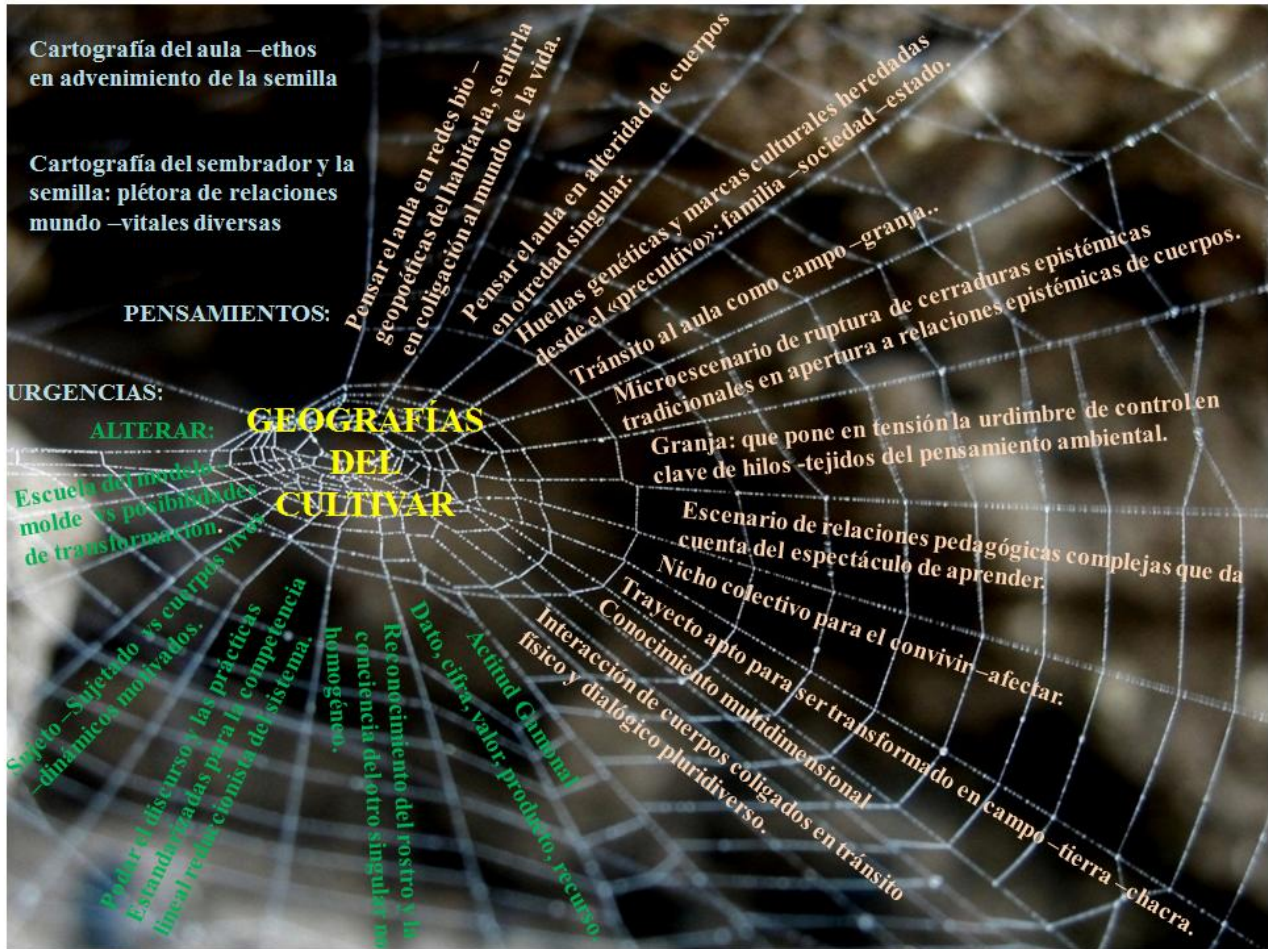 Cartografía del aula –ethos
en advenimiento de la semilla
Cartografía del sembrador y la
semilla: plétora de relaciones
mundo –vitales diversas
PENSAMIENTOS:
Pensar el aula en redes bio –
geopoéticas del habitarla, sentirla
en coligación al mundo de la vida.
Pensar el aula en alteridad de cuerpos
en otredad singular.
Huellas genéticas y marcas culturales heredadas
desde el «precultivo»: familia –sociedad –estado.
Tránsito al aula como campo –granja..
Microescenario de ruptura de cerraduras epistémicas
tradicionales en apertura a relaciones epistémicas de cuerpos.
Granja: que pone en tensión la urdimbre de control en
clave de hilos -tejidos del pensamiento ambiental.
Escenario de relaciones pedagógicas complejas que da
cuenta del espectáculo de aprender.
Nicho colectivo para el convivir –afectar.
Trayecto apto para ser transformado en campo –tierra –chacra.
Conocimiento multidimensional
Interacción de cuerpos coligados en tránsito
físico y dialógico pluridiverso.
GEOGRAFÍAS
DEL
CULTIVAR
URGENCIAS:
ALTERAR:
Escuela del modelo –
molde vs posibilidades
de transformación.
Sujeto –Sujetado vs cuerpos vivos
–dinámicos motivados.
Podar el discurso y las prácticas
Estandarizadas para la competencia
lineal reduccionista del sistema.
Reconocimiento del rostro y la
conciencia del otro singular no
homogéneo.
Dato, cifra, valor, producto, recurso.
Actitud Gamonal